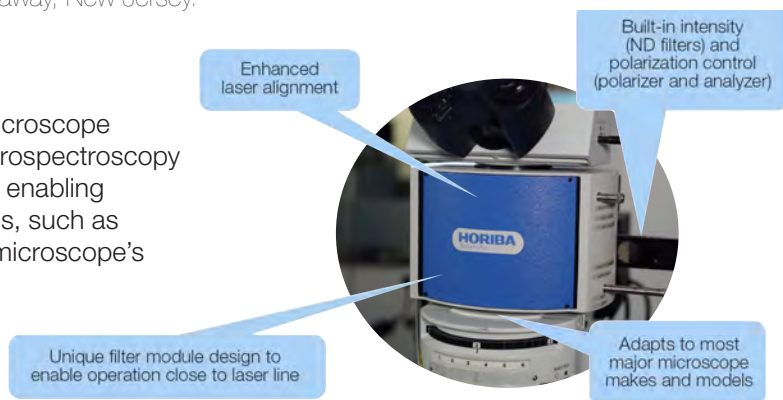 away, New Jersey.
Built-in intensity
(ND filters) and
polarization control
(polarizer and analyzer)
Enhanced
laser alignment
icroscope
rospectroscopy
enabling
s, such as
microscope's
HORIBA
Unique filter module design to
enable operation close to laser line
Adapts to most
major microscope
makes and models